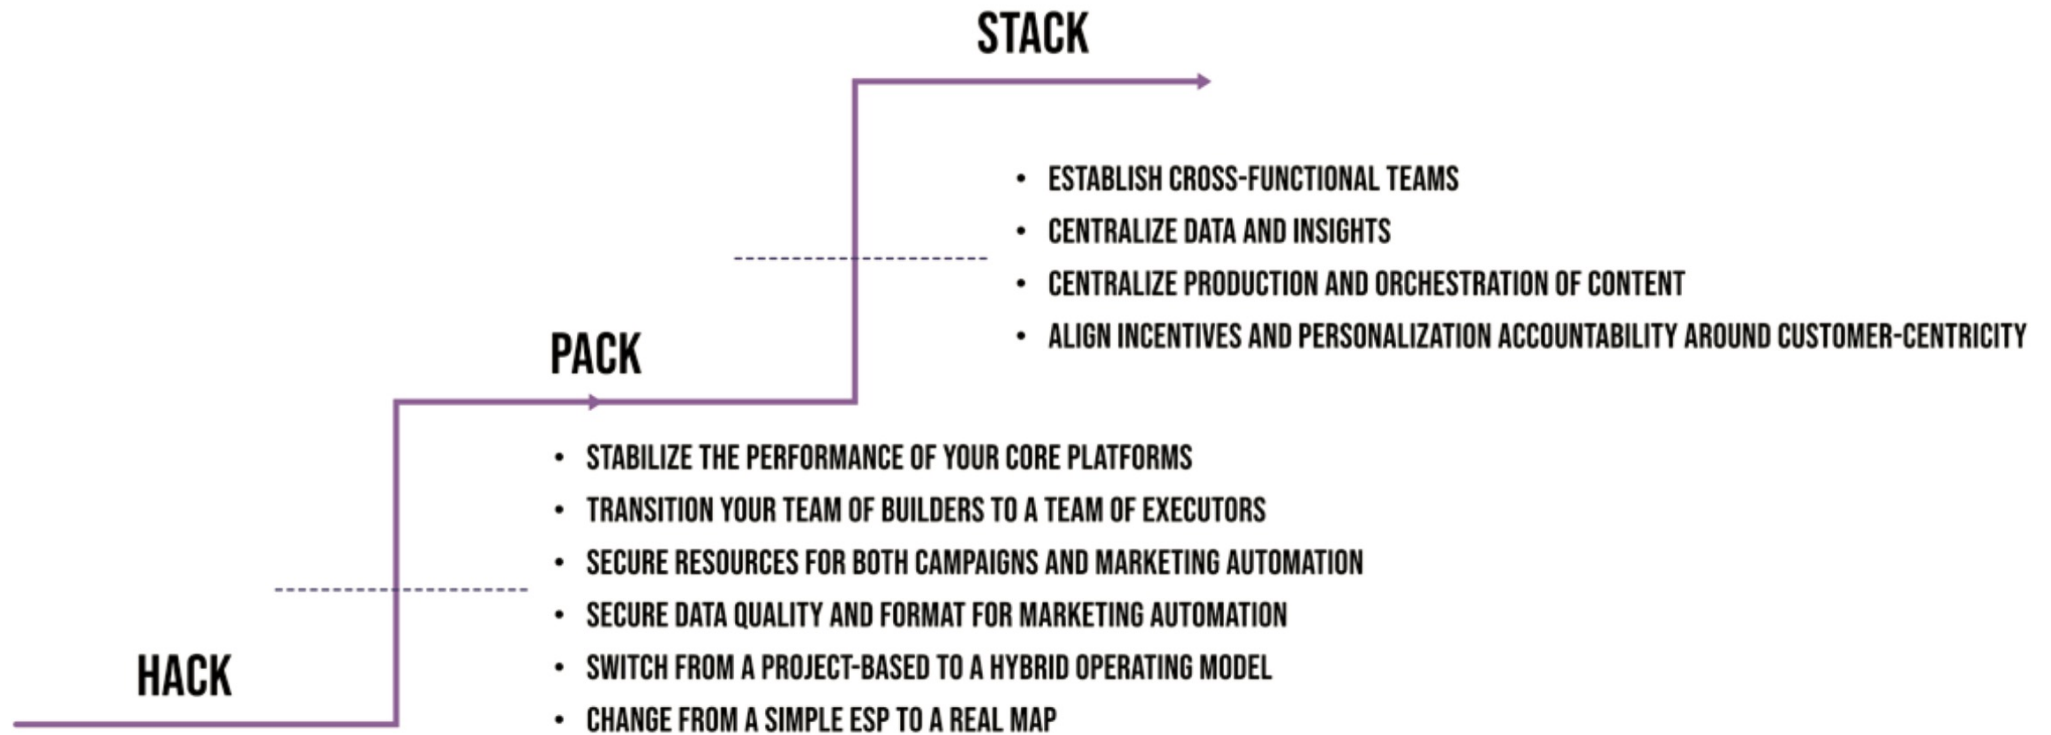 STACK
• ESTABLISH CROSS-FUNCTIONAL TEAMS
• CENTRALIZE DATA AND INSIGHTS
• CENTRALIZE PRODUCTION AND ORCHESTRATION OF CONTENT
• ALIGN INCENTIVES AND PERSONALIZATION ACCOUNTABILITY AROUND CUSTOMER-CENTRICITY
PACK
• STABILIZE THE PERFORMANCE OF YOUR CORE PLATFORMS
• TRANSITION YOUR TEAM OF BUILDERS TO A TEAM OF EXECUTORS
• SECURE RESOURCES FOR BOTH CAMPAIGNS AND MARKETING AUTOMATION
• SECURE DATA QUALITY AND FORMAT FOR MARKETING AUTOMATION
• SWITCH FROM A PROJECT-BASED TO A HYBRID OPERATING MODEL
• CHANGE FROM A SIMPLE ESP TO A REAL MAP
HACK